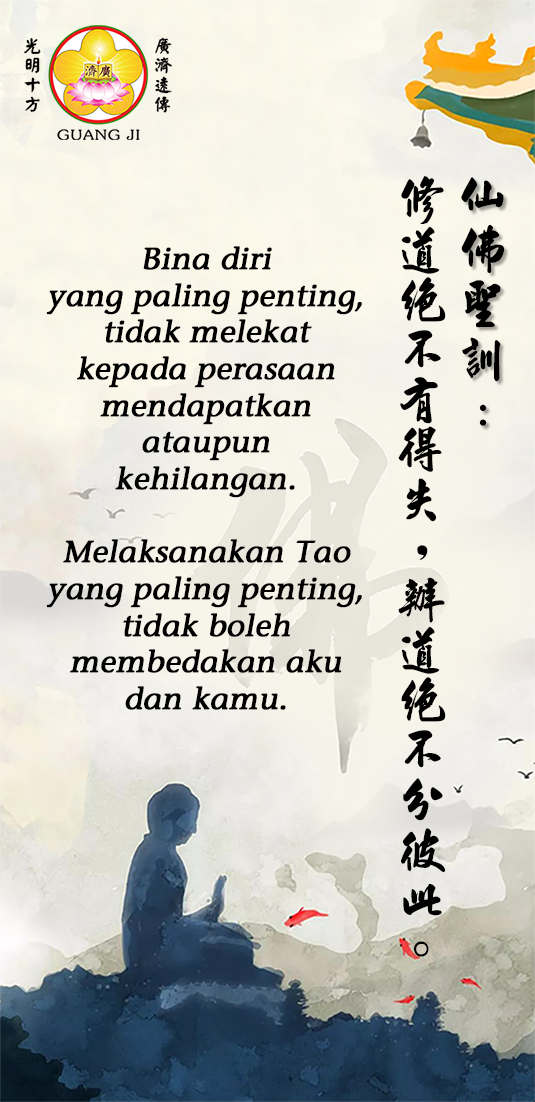 光明十方
廣濟遠傳
廣濟
GUANG JI
仙佛聖訓：
修道絕不有得失，辦道絕不分彼此。
Bina diri
yang paling penting,
tidak melekat
kepada perasaan
mendapatkan
ataupun
kehilangan.
Melaksanakan Tao
yang paling penting,
tidak boleh
membedakan aku
dan kamu.
佛